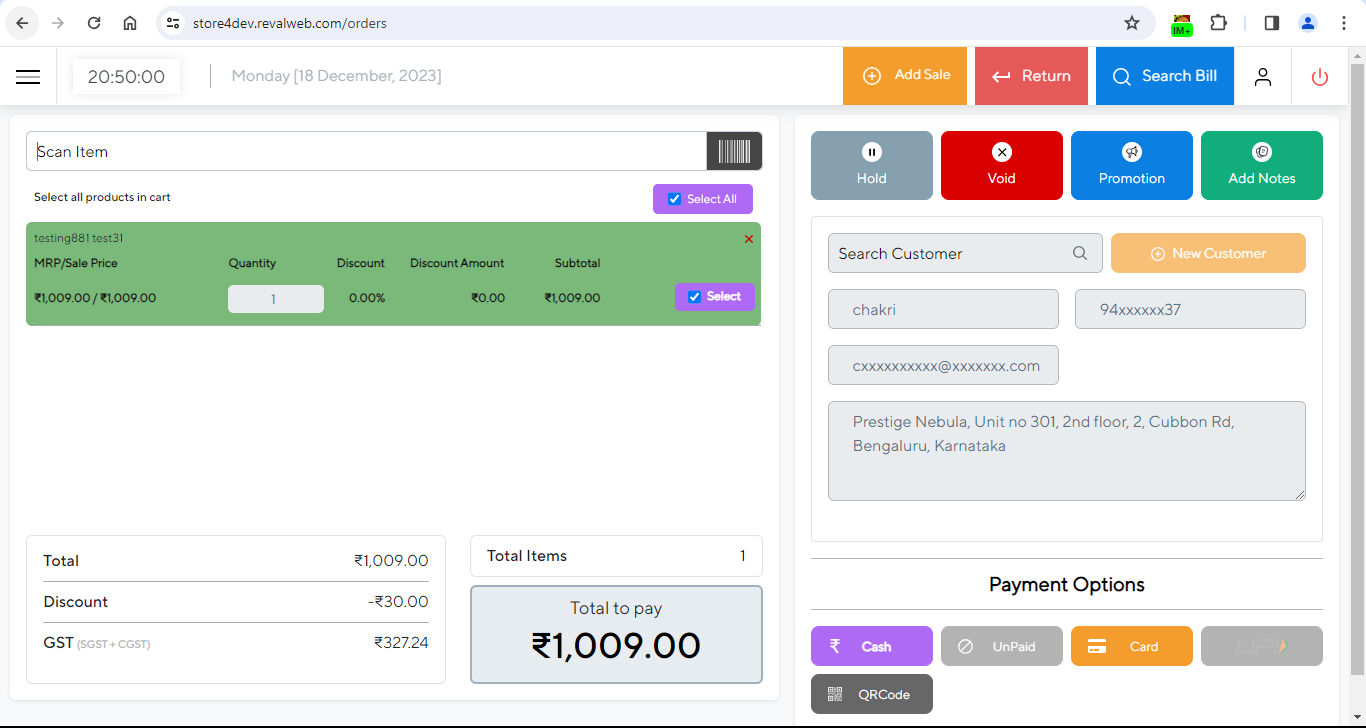 store4dev.revalweb.com/orders
IM+
20:50:00
Monday [18 December, 2023]
Add Sale
Return
Search Bill
Scan Item
Select all products in cart
Select All
testing881 test31
MRP/Sale Price Quantity Discount Discount Amount Subtotal
₹1,009.00 / ₹1,009.00 1 0.00% ₹0.00 ₹1,009.00 Select
Total ₹1,009.00
Discount -₹30.00
GST (SGST + CGST) ₹327.24
Total Items 1
Total to pay
₹1,009.00
Hold
Void
Promotion
Add Notes
Search Customer
New Customer
chakri
94xxxxxx37
cxxxxxxxxxx@xxxxxxx.com
Prestige Nebula, Unit no 301, 2nd floor, 2, Cubbon Rd,
Bengaluru, Karnataka
Payment Options
Cash
UnPaid
Card
UPI
QRCode